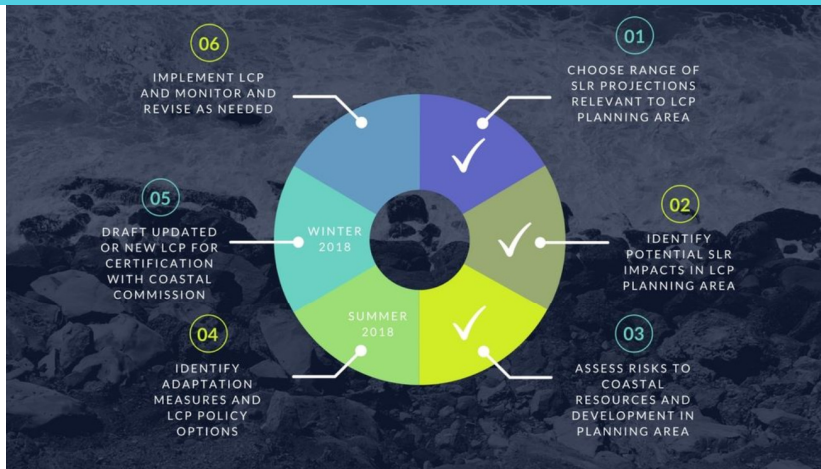 01
CHOOSE RANGE OF
SLR PROJECTIONS
RELEVANT TO LCP
PLANNING AREA
02
IDENTIFY
POTENTIAL SLR
IMPACTS IN LCP
PLANNING AREA
03
ASSESS RISKS TO
COASTAL
RESOURCES AND
DEVELOPMENT IN
PLANNING AREA
04
IDENTIFY
ADAPTATION
MEASURES AND
LCP POLICY
OPTIONS
SUMMER
2018
05
DRAFT UPDATED
OR NEW LCP FOR
CERTIFICATION
WITH COASTAL
COMMISSION
WINTER
2018
06
IMPLEMENT LCP
AND MONITOR AND
REVISE AS NEEDED